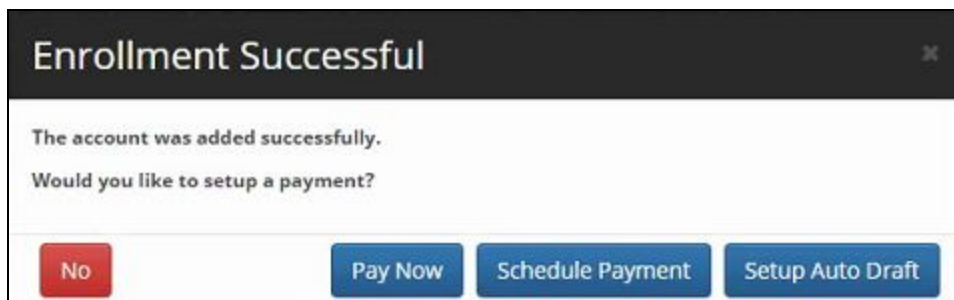 Enrollment Successful
The account was added successfully.
Would you like to setup a payment?
No Pay Now Schedule Payment Setup Auto Draft